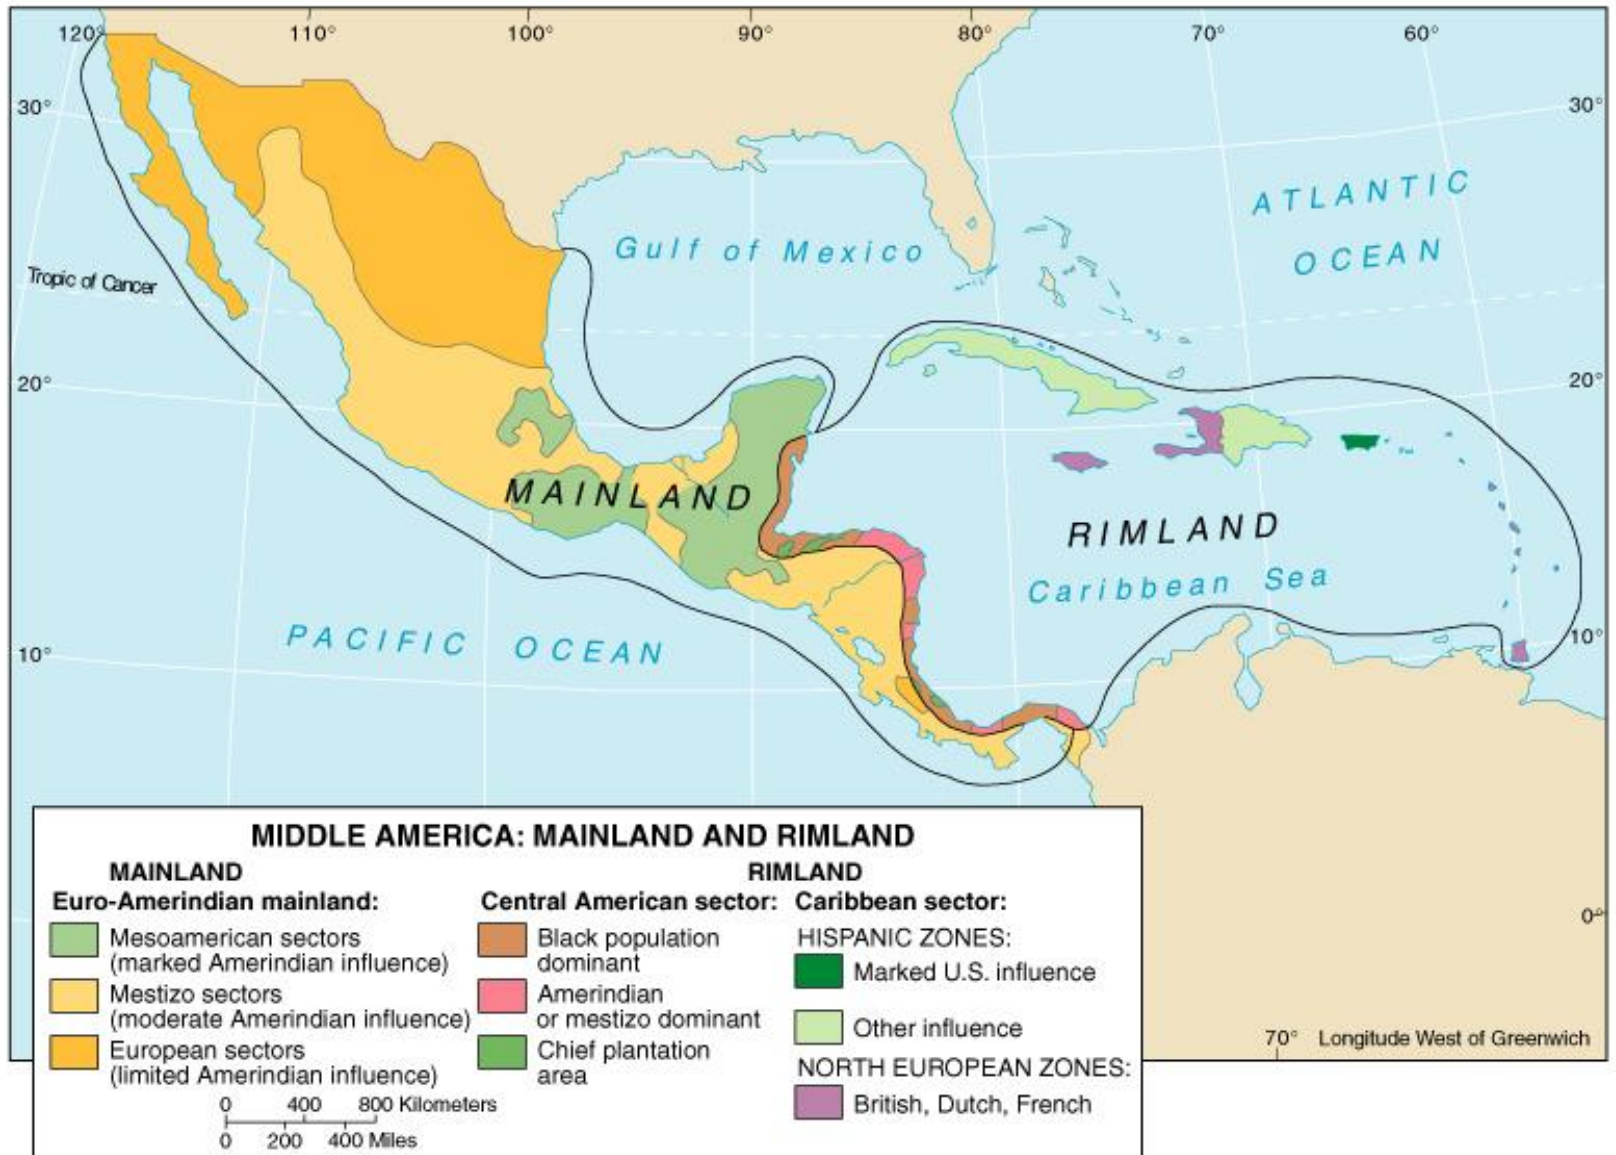 120° 110° 100° 90° 80° 70° 60°
30° 30°
ATLANTIC
OCEAN
Gulf of Mexico
Tropic of Cancer
20° 20°
MAINLAND
RIMLAND
Caribbean Sea
PACIFIC OCEAN
10° 10°
0°
70° Longitude West of Greenwich
MIDDLE AMERICA: MAINLAND AND RIMLAND
MAINLAND
Euro-Amerindian mainland:
Mesoamerican sectors
(marked Amerindian influence)
Mestizo sectors
(moderate Amerindian influence)
European sectors
(limited Amerindian influence)
0 400 800 Kilometers
0 200 400 Miles
RIMLAND
Central American sector:
Black population
dominant
Amerindian
or mestizo dominant
Chief plantation
area
Caribbean sector:
HISPANIC ZONES:
Marked U.S. influence
Other influence
NORTH EUROPEAN ZONES:
British, Dutch, French